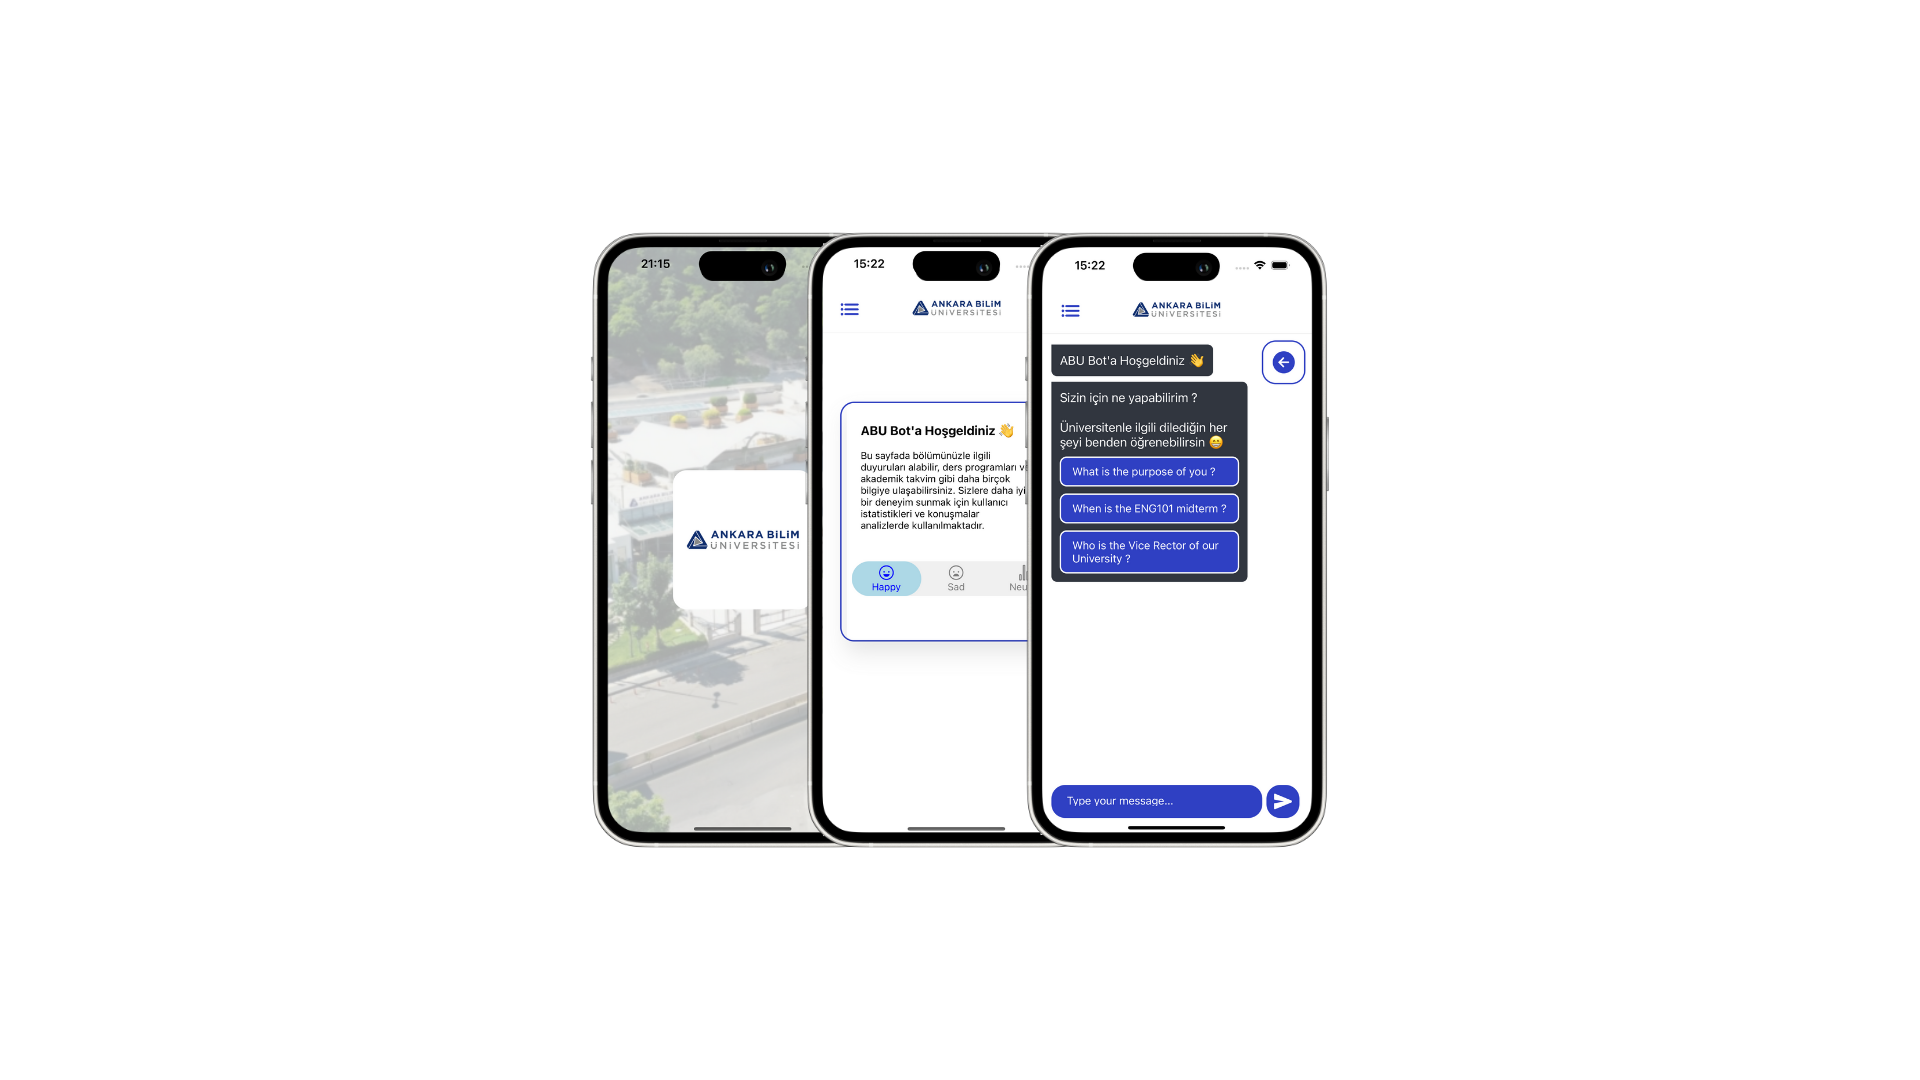 21:15
ANKARA BİLİM
ÜNİVERSİTESİ
15:22
ANKARA BİLİM
ÜNİVERSİTESİ
ABU Bot'a Hoşgeldiniz 👋
Bu sayfada bölümünüzle ilgili
duyuruları alabilir, ders programları
akademik takvim gibi daha birçok
bilgiye ulaşabilirsiniz. Sizlere daha iyi
bir deneyim sunmak için kullanıcı
istatistikleri ve konuşmalar
analizlerde kullanılmaktadır.
Happy
Sad
Neu
15:22
ANKARA BİLİM
ÜNİVERSİTESİ
ABU Bot'a Hoşgeldiniz 👋
Sizin için ne yapabilirim ?
Üniversitenle ilgili dilediğin her
şeyi benden öğrenebilirsin 😁
What is the purpose of you ?
When is the ENG101 midterm ?
Who is the Vice Rector of our
University ?
Type your message...